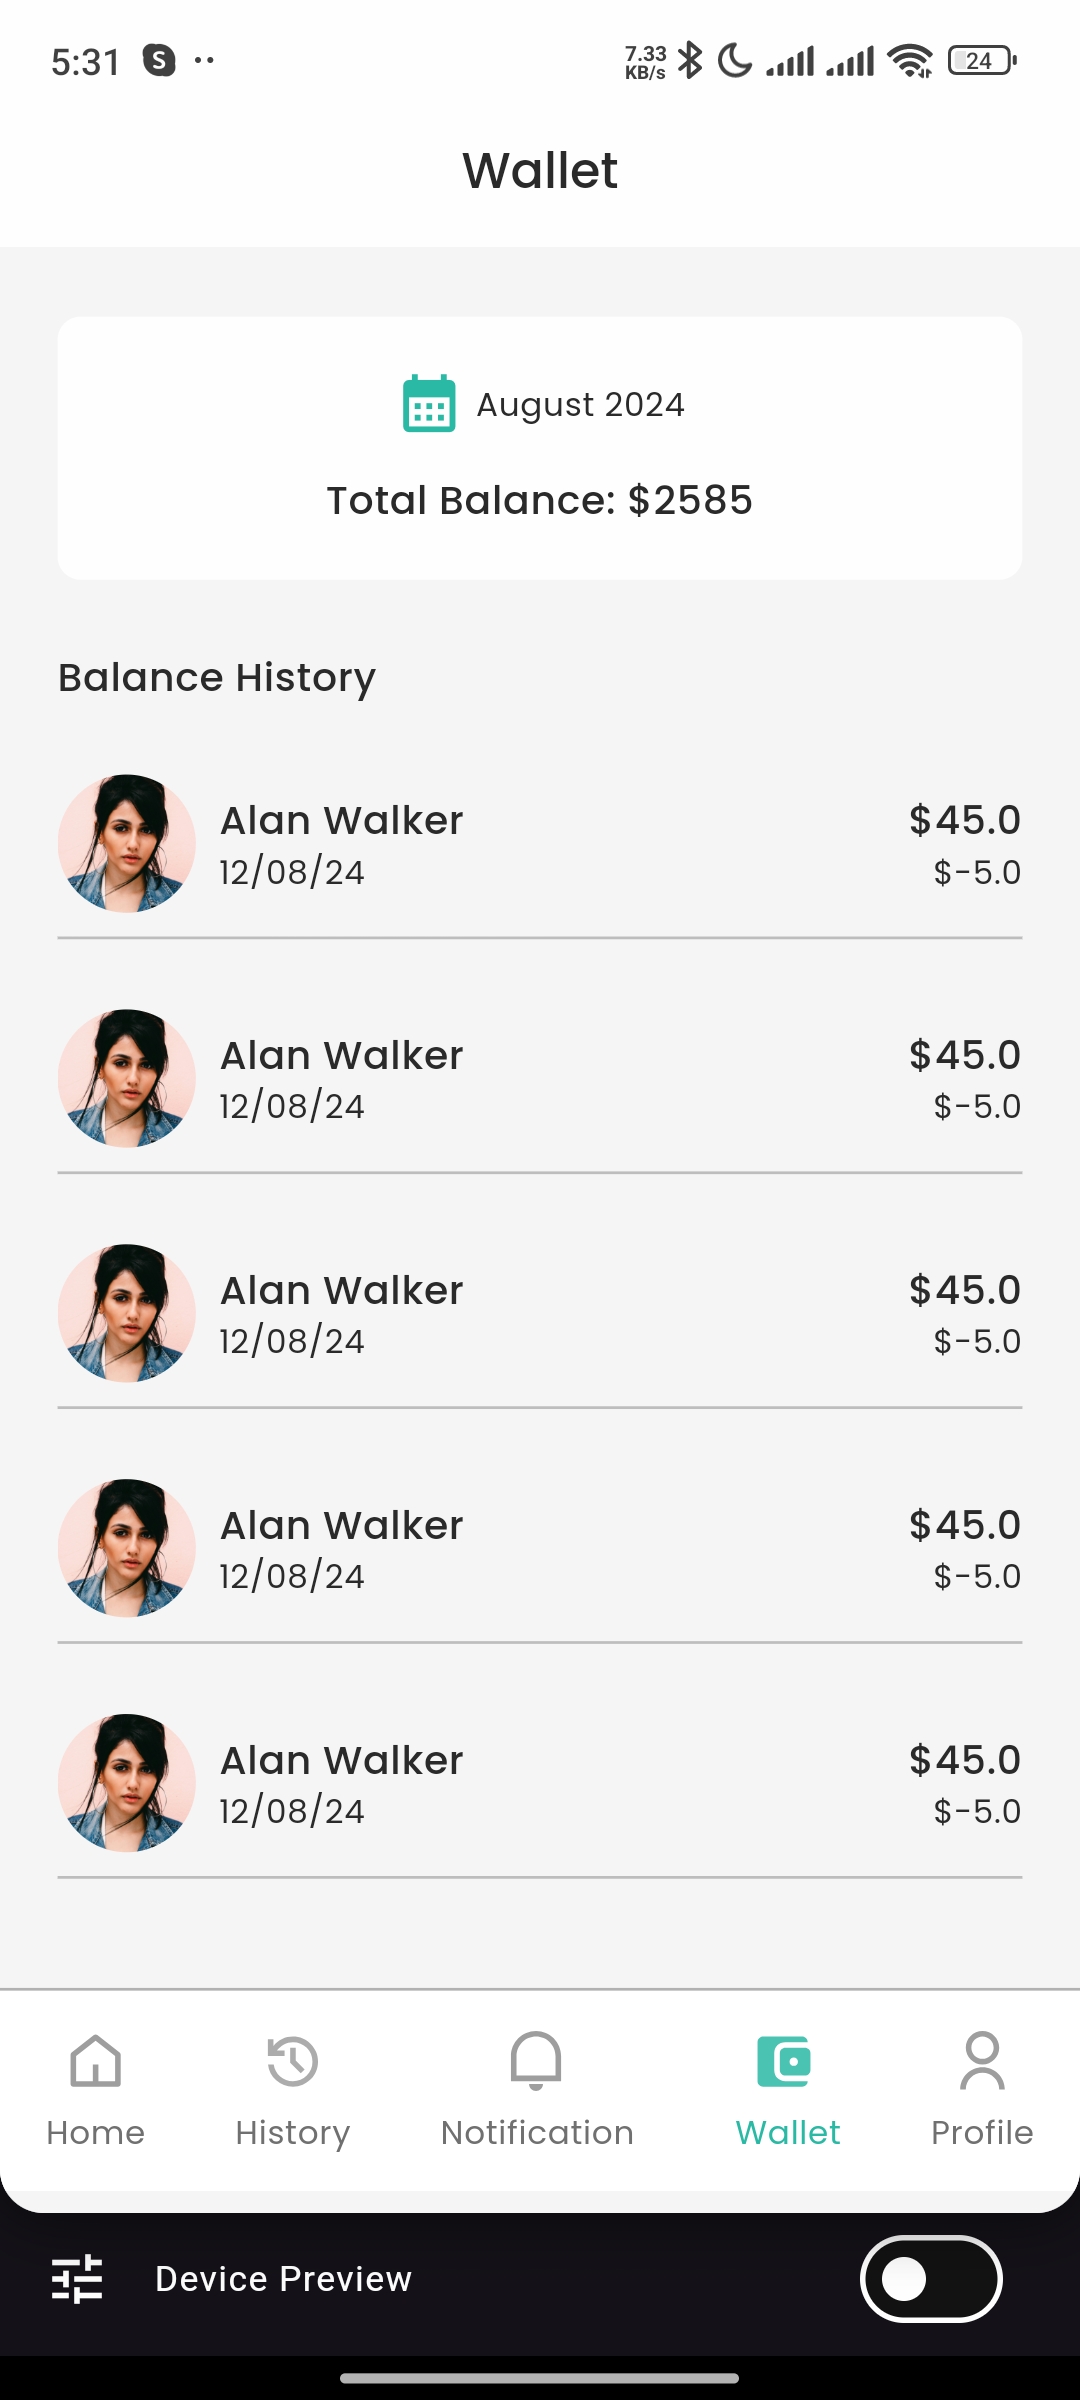 5:31
S
7.33
KB/s
24
Wallet
August 2024
Total Balance: $2585
Balance History
Alan Walker
$45.0
12/08/24
$-5.0
Alan Walker
$45.0
12/08/24
$-5.0
Alan Walker
$45.0
12/08/24
$-5.0
Alan Walker
$45.0
12/08/24
$-5.0
Alan Walker
$45.0
12/08/24
$-5.0
Home
History
Notification
Wallet
Profile
Device Preview